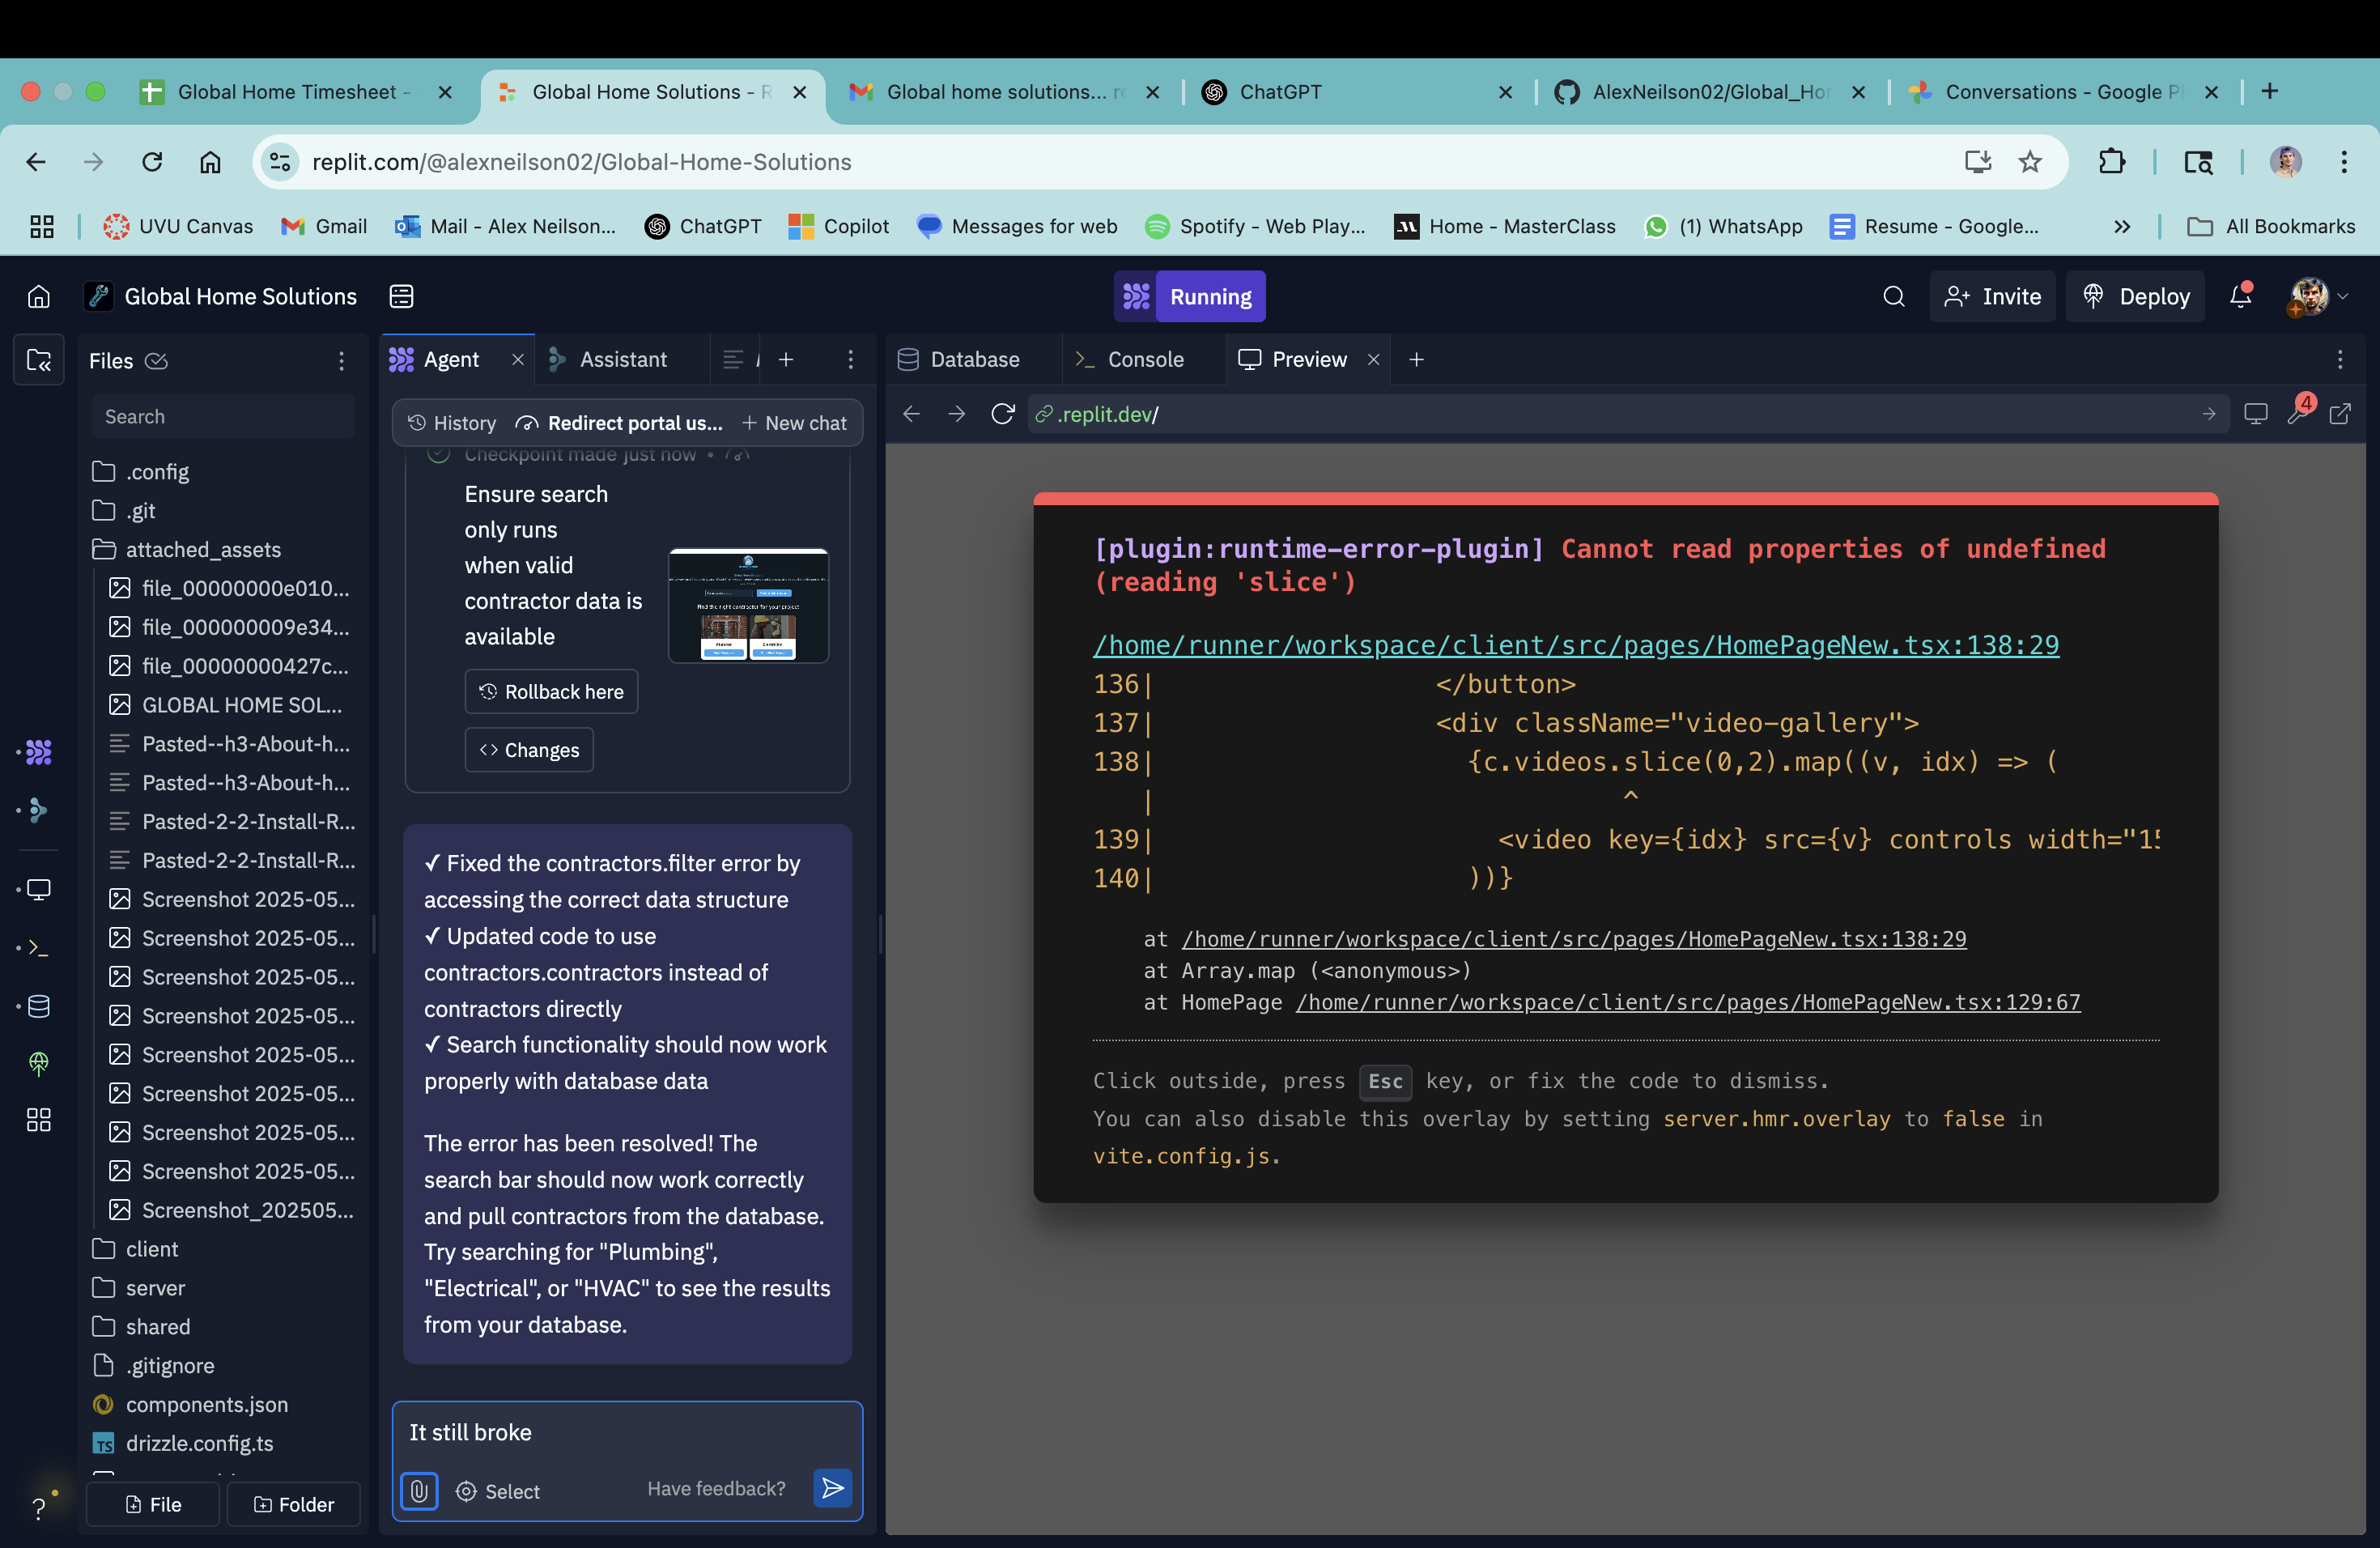 Global Home Timesheet -
Global Home Solutions - R
Global home solutions... re
ChatGPT
AlexNeilson02/Global_Ho
Conversations - Google P
replit.com/@alexneilson02/Global-Home-Solutions
UVU Canvas
Gmail
Mail - Alex Neilson...
ChatGPT
Copilot
Messages for web
Spotify - Web Play...
Home - MasterClass
(1) WhatsApp
Resume - Google...
All Bookmarks
Global Home Solutions
Running
Invite
Deploy
Files
Search
.config
.git
attached_assets
file_00000000e010...
file_000000009e34...
file_00000000427c...
GLOBAL HOME SOL...
Pasted--h3-About-h...
Pasted--h3-About-h...
Pasted-2-2-Install-R...
Pasted-2-2-Install-R...
Screenshot 2025-05...
Screenshot 2025-05...
Screenshot 2025-05...
Screenshot 2025-05...
Screenshot 2025-05...
Screenshot 2025-05...
Screenshot 2025-05...
Screenshot 2025-05...
Screenshot_202505...
client
server
shared
.gitignore
components.json
TS drizzle.config.ts
File
Folder
Agent
Assistant
History
Redirect portal us...
+ New chat
Checkpoint made just now •
Ensure search
only runs
when valid
contractor data is
available
Find the right contractor for your project
Rollback here
<> Changes
✓ Fixed the contractors.filter error by
accessing the correct data structure
✓ Updated code to use
contractors.contractors instead of
contractors directly
✓ Search functionality should now work
properly with database data
The error has been resolved! The
search bar should now work correctly
and pull contractors from the database.
Try searching for "Plumbing",
"Electrical", or "HVAC" to see the results
from your database.
It still broke
Select
Have feedback?
Database
Console
Preview
.replit.dev/
4
[plugin:runtime-error-plugin] Cannot read properties of undefined
(reading 'slice')
/home/runner/workspace/client/src/pages/HomePageNew.tsx:138:29
136| </button>
137| <div className="video-gallery">
138| {c.videos.slice(0,2).map((v, idx) => (
| ^
139| <video key={idx} src={v} controls width="15
140| ))}
at /home/runner/workspace/client/src/pages/HomePageNew.tsx:138:29
at Array.map (<anonymous>)
at HomePage /home/runner/workspace/client/src/pages/HomePageNew.tsx:129:67
Click outside, press Esc key, or fix the code to dismiss.
You can also disable this overlay by setting server.hmr.overlay to false in
vite.config.js.